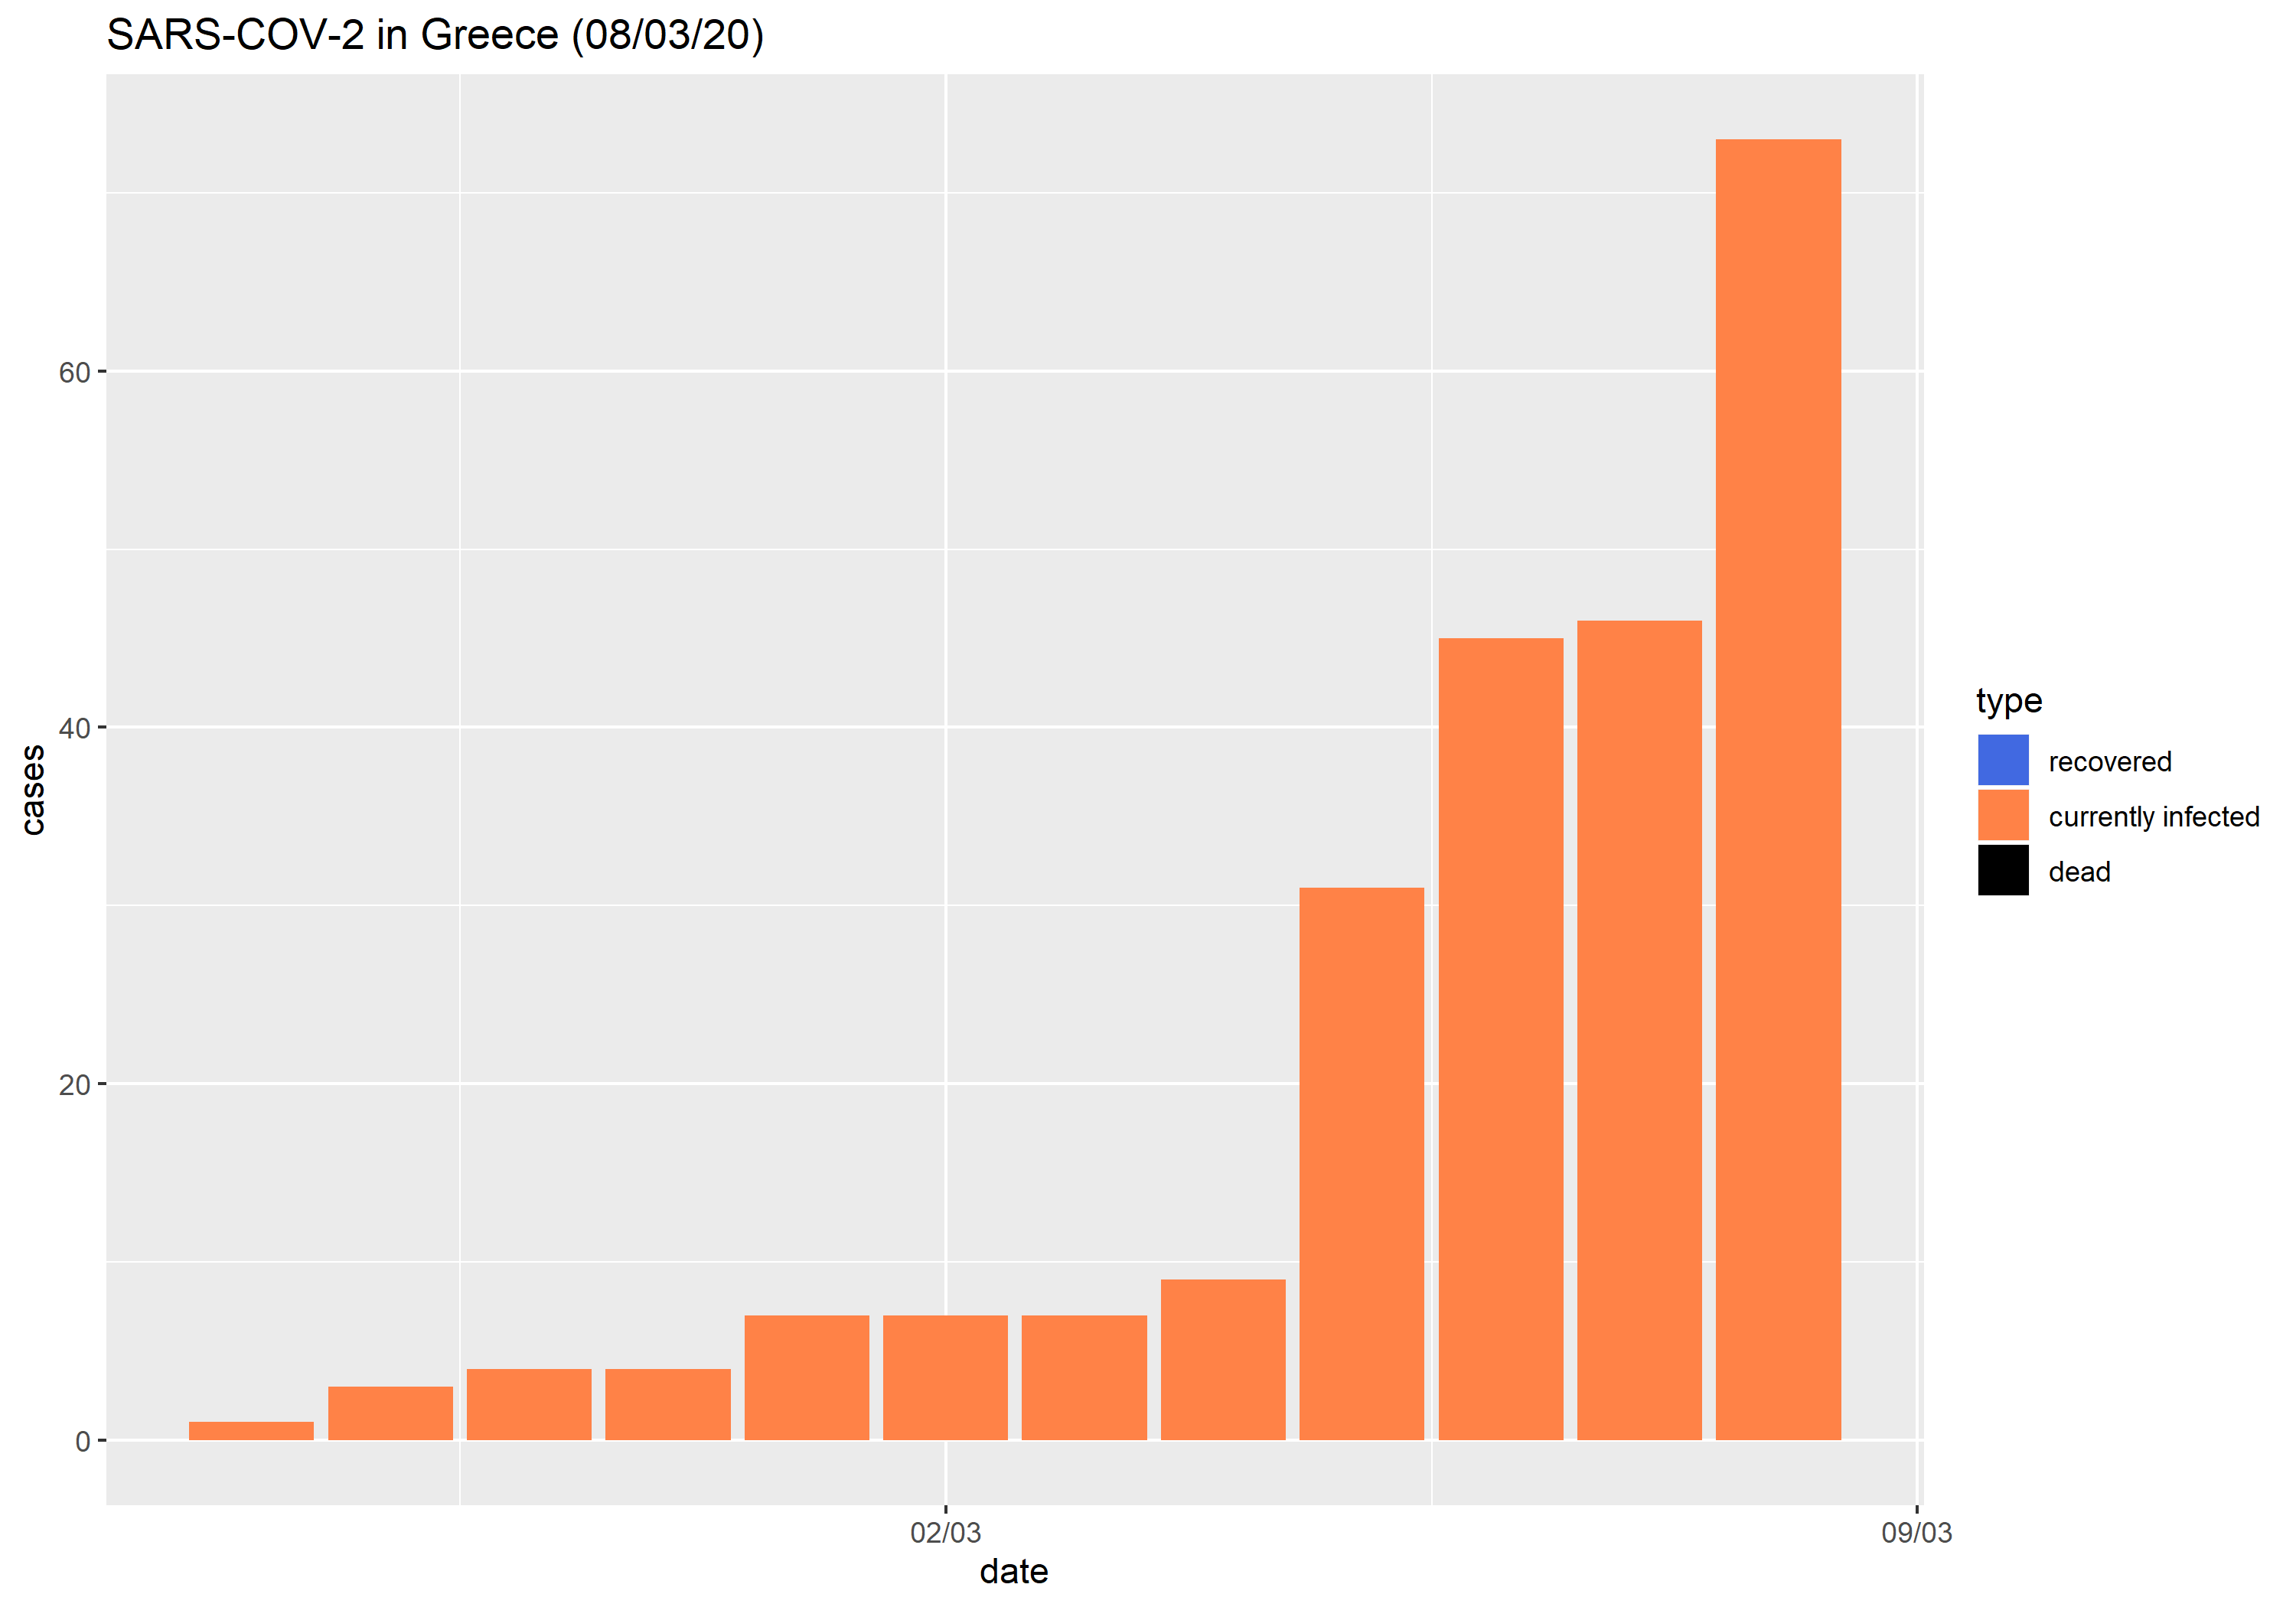 SARS-COV-2 in Greece (08/03/20)
60
40
20
0
cases
02/03
09/03
date
type
recovered
currently infected
dead